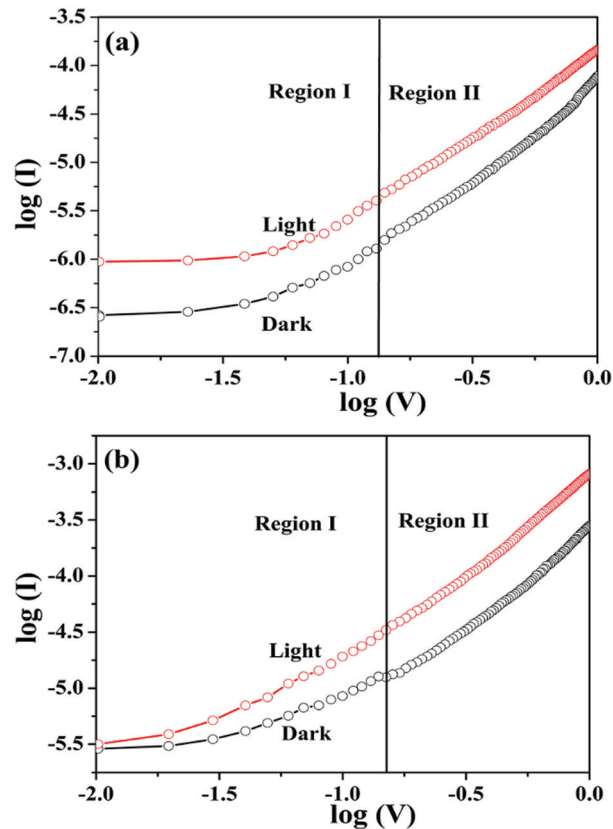 (a)
-3.5
-4.0
-4.5
-5.0
-5.5
-6.0
-6.5
-7.0
log (I)
Region I
Region II
Light
Dark
-2.0 -1.5 -1.0 -0.5 0.0
log (V)
(b)
-3.0
-3.5
-4.0
-4.5
-5.0
-5.5
log (I)
Region I
Region II
Light
Dark
-2.0 -1.5 -1.0 -0.5 0.0
log (V)